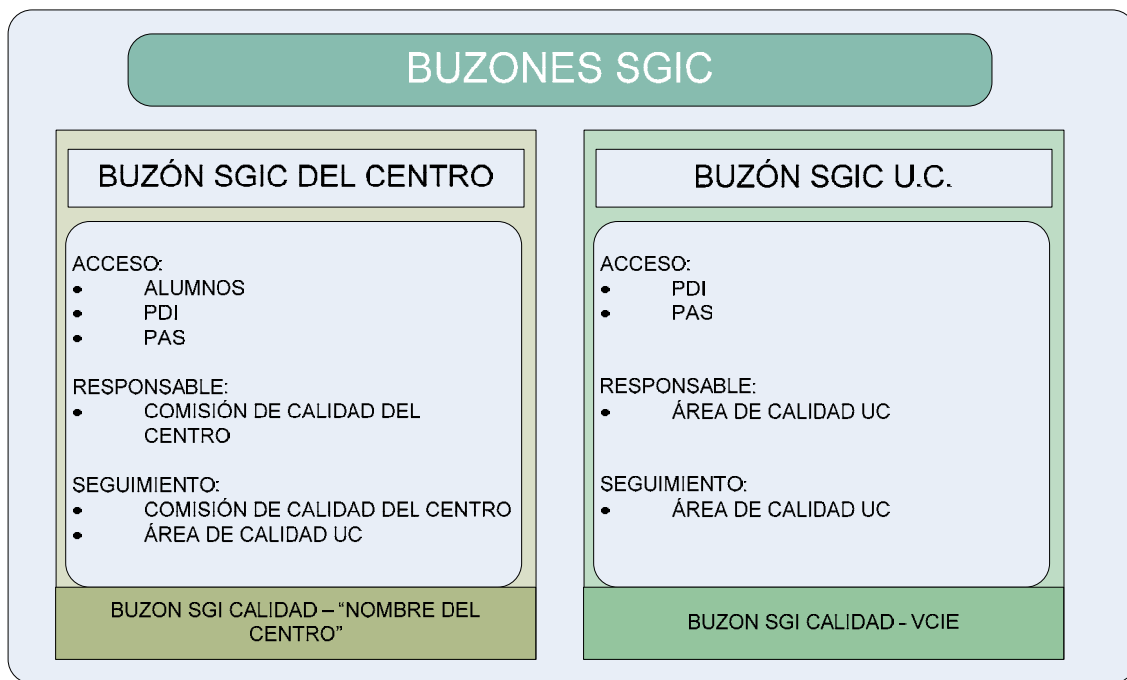 BUZONES SGIC
BUZÓN SGIC DEL CENTRO
ACCESO:
• ALUMNOS
• PDI
• PAS
RESPONSABLE:
• COMISIÓN DE CALIDAD DEL
CENTRO
SEGUIMIENTO:
• COMISIÓN DE CALIDAD DEL CENTRO
• ÁREA DE CALIDAD UC
BUZON SGI CALIDAD – “NOMBRE DEL
CENTRO”
BUZÓN SGIC U.C.
ACCESO:
• PDI
• PAS
RESPONSABLE:
• ÁREA DE CALIDAD UC
SEGUIMIENTO:
• ÁREA DE CALIDAD UC
BUZON SGI CALIDAD - VCIE